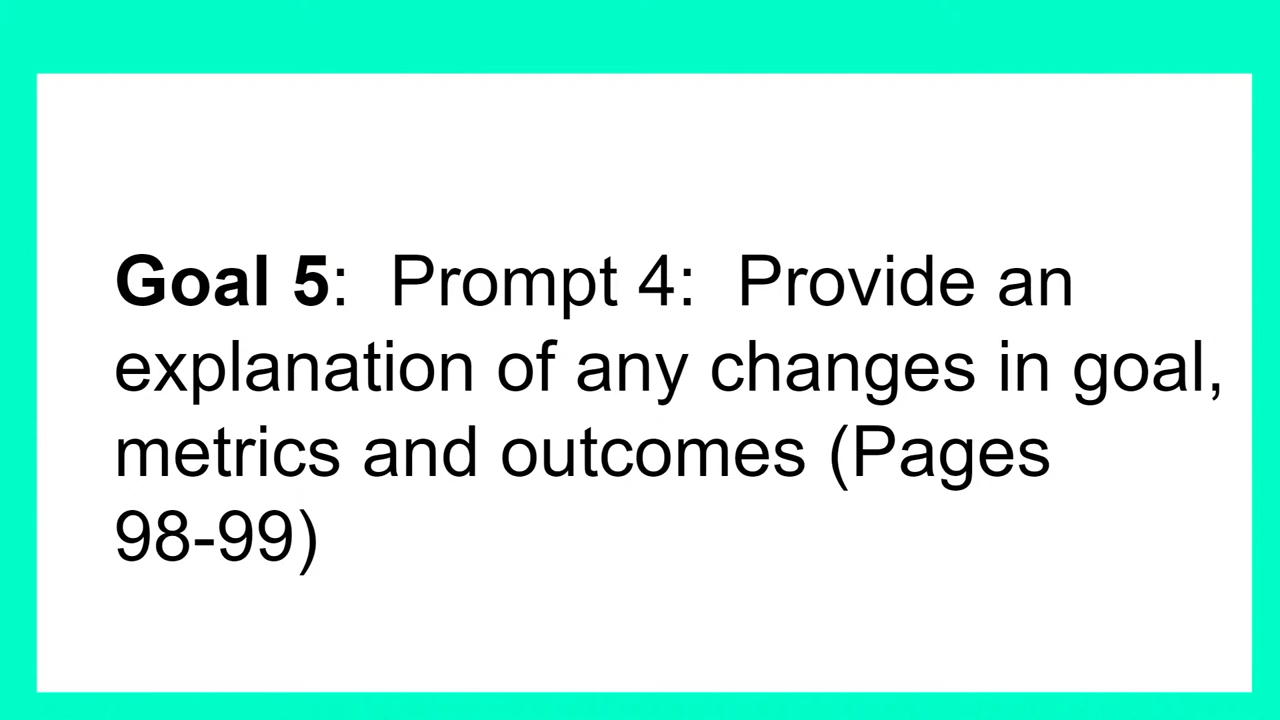 Goal 5:  Prompt 4:  Provide an
explanation of any changes in goal,
metrics and outcomes (Pages
98-99)